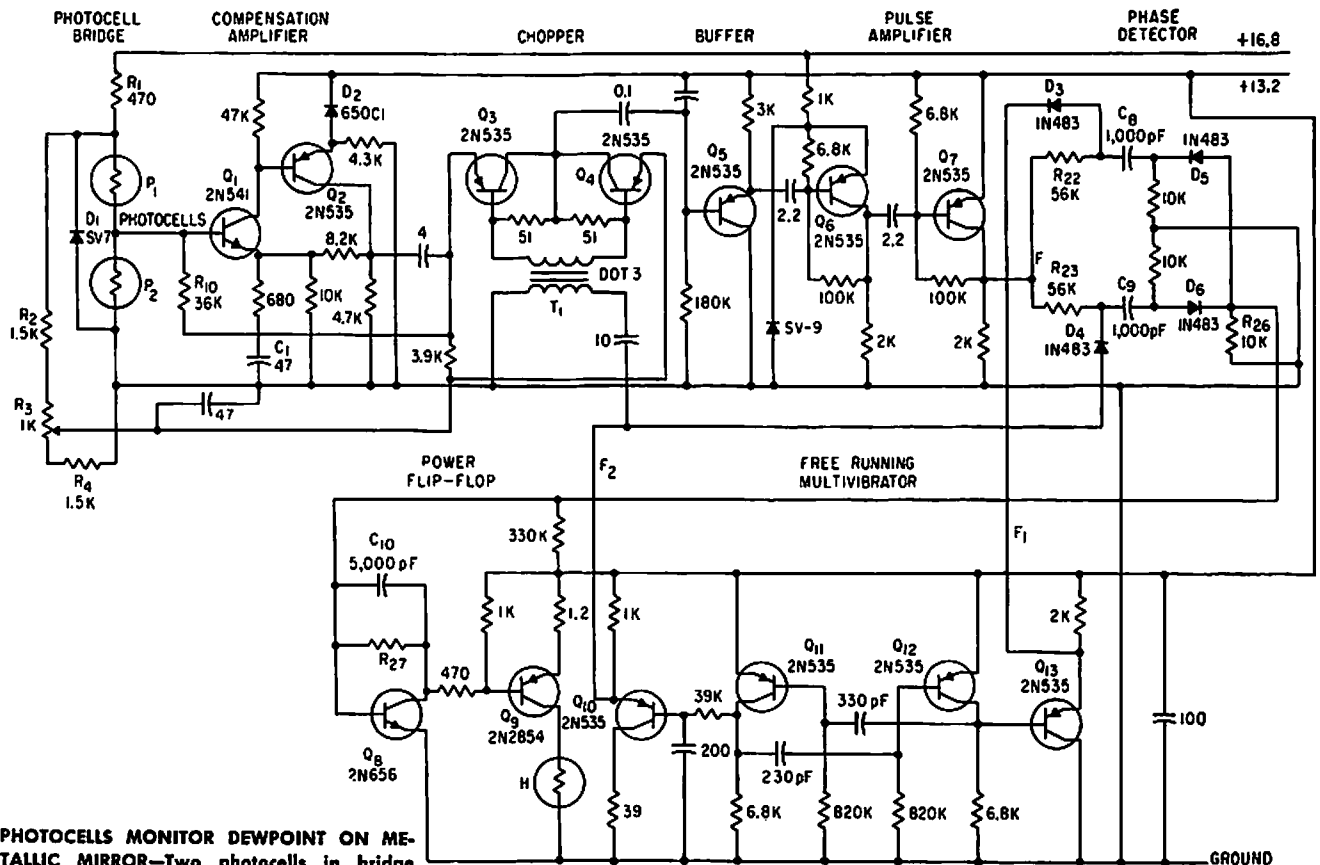 PHOTOCELL BRIDGE
COMPENSATION AMPLIFIER
CHOPPER
BUFFER
PULSE AMPLIFIER
PHASE DETECTOR
+16.8
+13.2
R1
470
47K
D2
650C1
4.3K
Q3
2N535
0.1
2N535
Q4
3K
1K
6.8K
6.8K
D3
1N483
C8
1,000pF
1N483
D5
P1
D1
SV7
PHOTOCELLS
P2
Q1
2N541
Q2
2N535
8.2K
4
51
51
DOT 3
T1
Q5
2N535
2.2
Q6
2N535
2.2
Q7
2N535
R22
56K
10K
10K
F
R23
56K
C9
1,000pF
D6
1N483
D4
1N483
R26
10K
R10
36K
680
10K
4.7K
3.9K
10
180K
SV-9
100K
2K
100K
2K
R2
1.5K
C1
47
R3
1K
47
R4
1.5K
POWER FLIP-FLOP
F2
FREE RUNNING MULTIVIBRATOR
F1
330K
C10
5,000pF
R27
1K
1.2
1K
2K
470
Q9
2N2854
Q10
2N535
39K
Q11
2N535
330pF
Q12
2N535
Q13
2N535
100
Q8
2N656
H
39
200
230pF
6.8K
820K
820K
6.8K
GROUND
PHOTOCELLS MONITOR DEWPOINT ON ME-
TALLIC MIRROR—Two photocells in bridge